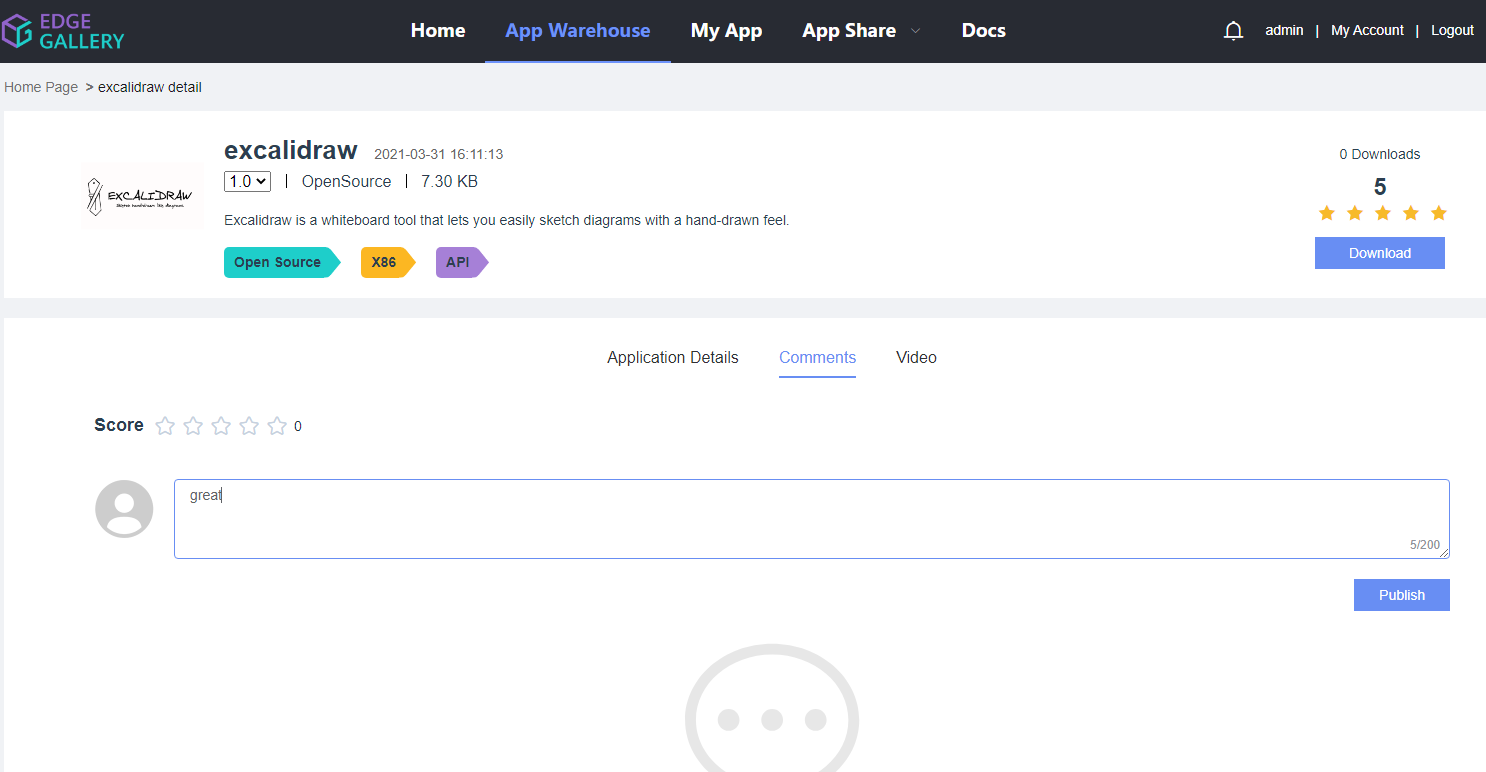 EDGE
GALLERY
Home App Warehouse My App App Share Docs
admin | My Account | Logout
Home Page > excalidraw detail
EXCALIDRAW
excalidraw 2021-03-31 16:11:13
1.0 | OpenSource | 7.30 KB
Excalidraw is a whiteboard tool that lets you easily sketch diagrams with a hand-drawn feel.
Open Source X86 API
0 Downloads
5
Download
Application Details Comments Video
Score 0
great
5/200
Publish